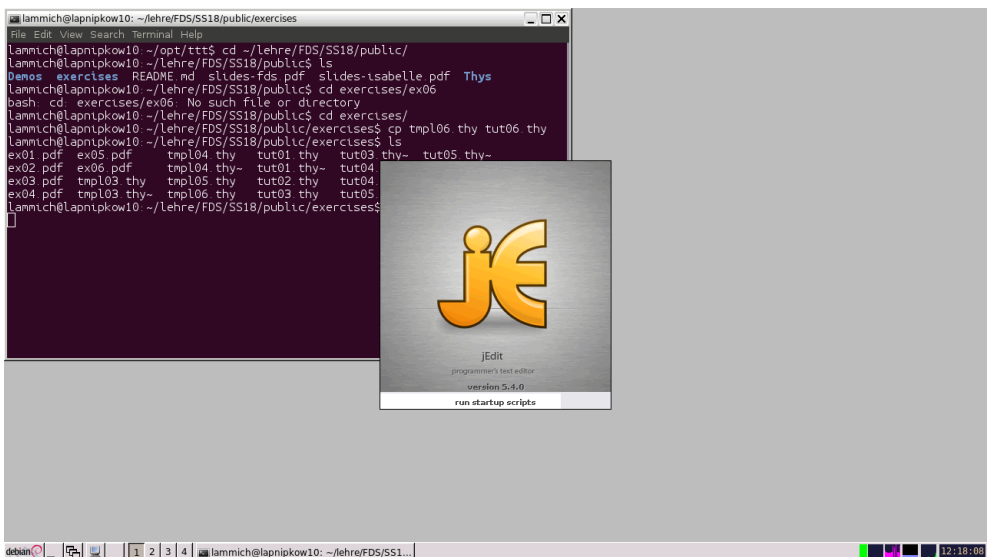 lammich@lapnipkow10: ~/lehre/FDS/SS18/public/exercises
File Edit View Search Terminal Help
lammich@lapnipkow10:~/opt/ttt$ cd ~/lehre/FDS/SS18/public/
lammich@lapnipkow10:~/lehre/FDS/SS18/public$ ls
Demos exercises README.md slides-fds.pdf slides-isabelle.pdf Thys
lammich@lapnipkow10:~/lehre/FDS/SS18/public$ cd exercises/ex06
bash: cd: exercises/ex06: No such file or directory
lammich@lapnipkow10:~/lehre/FDS/SS18/public$ cd exercises/
lammich@lapnipkow10:~/lehre/FDS/SS18/public/exercises$ cp tmpl06.thy tut06.thy
lammich@lapnipkow10:~/lehre/FDS/SS18/public/exercises$ ls
ex01.pdf ex05.pdf tmpl04.thy tut01.thy tut03.thy~ tut05.thy~
ex02.pdf ex06.pdf tmpl04.thy~ tut01.thy~ tut04.
ex03.pdf tmpl03.thy tmpl05.thy tut02.thy tut04.
ex04.pdf tmpl03.thy~ tmpl06.thy tut03.thy tut05.
lammich@lapnipkow10:~/lehre/FDS/SS18/public/exercises$
jE
jEdit
programmer's text editor
version 5.4.0
run startup scripts
debian 1 2 3 4 lammich@lapnipkow10: ~/lehre/FDS/SS1... 12:18:08